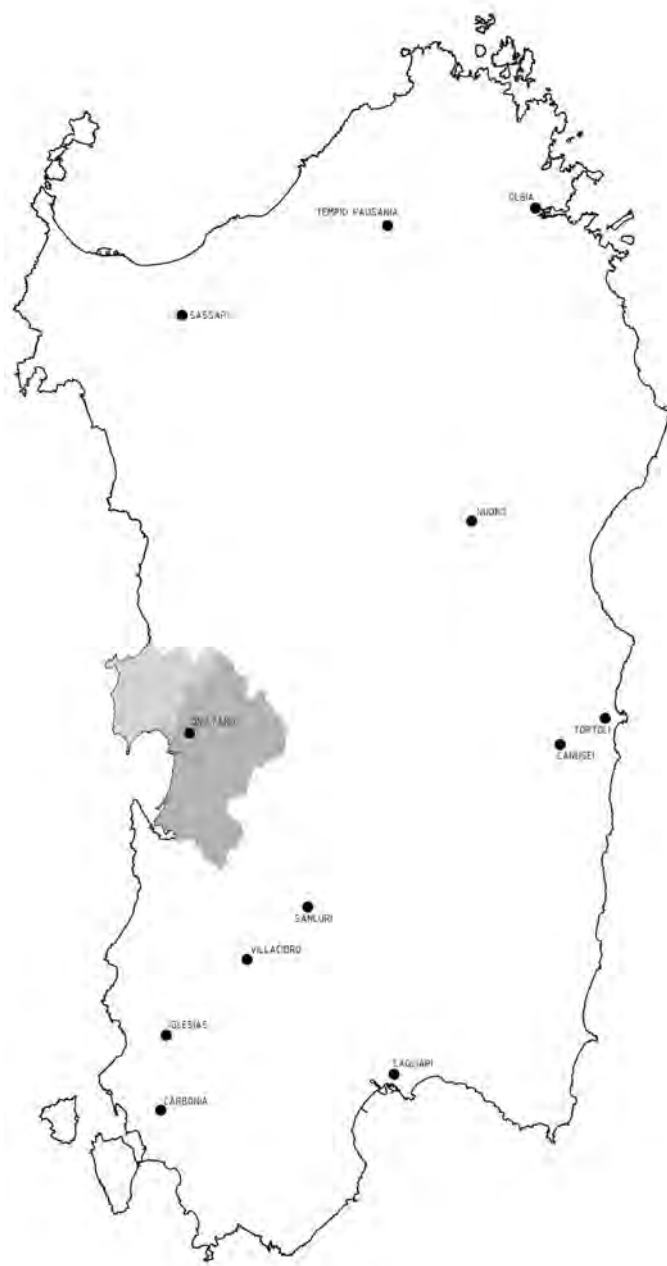 OLBIA
TEMPIO PAUSANIA
SASSARI
NUORO
ORISTANO
TORTOLI
LANUSEI
SANLURI
VILLACIDRO
IGLESIAS
CAGLIARI
CARBONIA